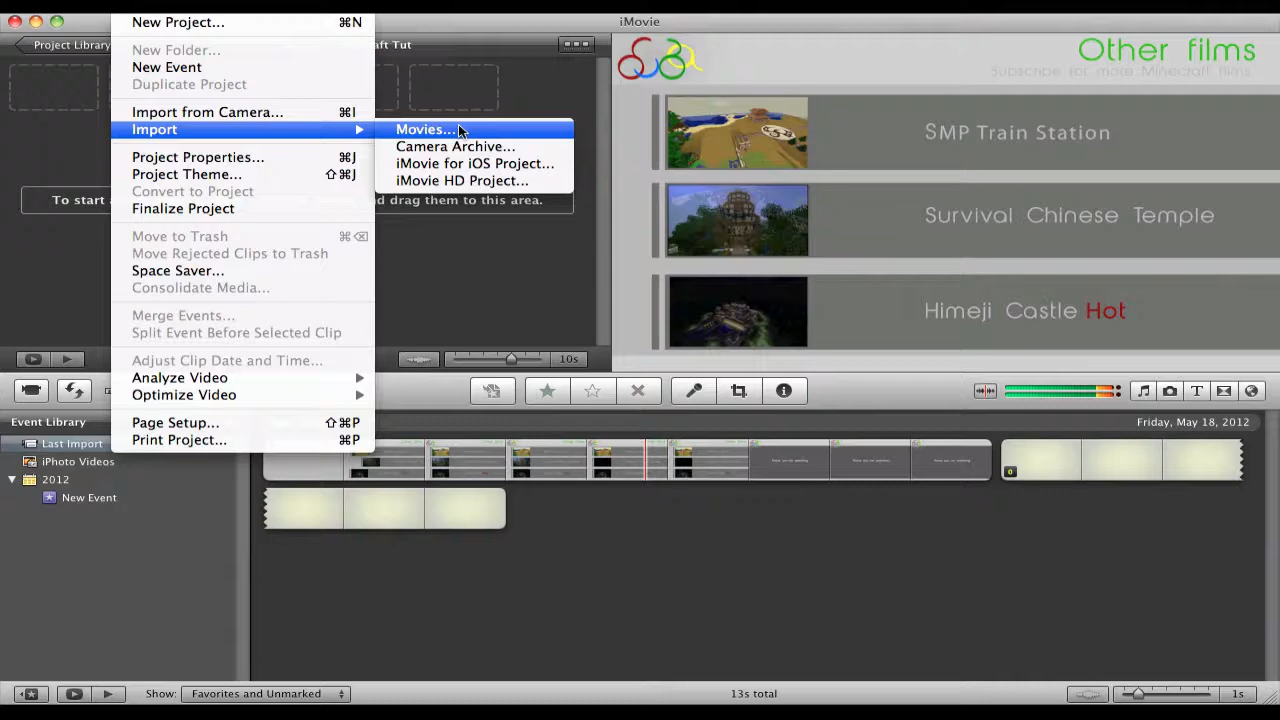 iMovie
Project Library
aft Tut
New Project... ⌘N
New Folder...
New Event
Duplicate Project
Import from Camera... ⌘I
Import
Project Properties... ⌘J
Project Theme... ⇧⌘J
Convert to Project
Finalize Project
Move to Trash ⌘⌫
Move Rejected Clips to Trash
Space Saver...
Consolidate Media...
Merge Events...
Split Event Before Selected Clip
Adjust Clip Date and Time...
Analyze Video
Optimize Video
Page Setup... ⇧⌘P
Print Project... ⌘P
Movies...
Camera Archive...
iMovie for iOS Project...
iMovie HD Project...
To start a
nd drag them to this area.
10s
Other films
Subscribe for more Minecraft films
SMP Train Station
Survival Chinese Temple
Himeji Castle Hot
Event Library
Friday, May 18, 2012
Last Import
iPhoto Videos
2012
New Event
0
Show: Favorites and Unmarked
13s total
1s